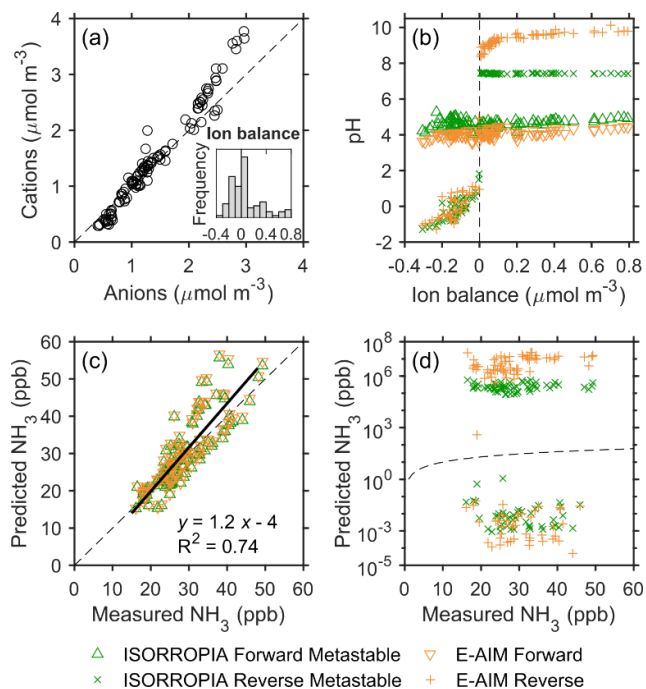 (a)
Cations (μmol m⁻³)
4
3
2
1
0
0 1 2 3 4
Anions (μmol m⁻³)
Ion balance
Frequency
-0.4 0 0.4 0.8
(b)
pH
10
8
6
4
2
0
-2
-0.4 -0.2 0 0.2 0.4 0.6 0.8
Ion balance (μmol m⁻³)
(c)
Predicted NH₃ (ppb)
60
50
40
30
20
10
0
0 10 20 30 40 50 60
Measured NH₃ (ppb)
y = 1.2 x - 4
R² = 0.74
(d)
Predicted NH₃ (ppb)
10⁸
10⁶
10³
10⁰
10⁻³
10⁻⁵
0 10 20 30 40 50 60
Measured NH₃ (ppb)
ISORROPIA Forward Metastable
E-AIM Forward
ISORROPIA Reverse Metastable
E-AIM Reverse